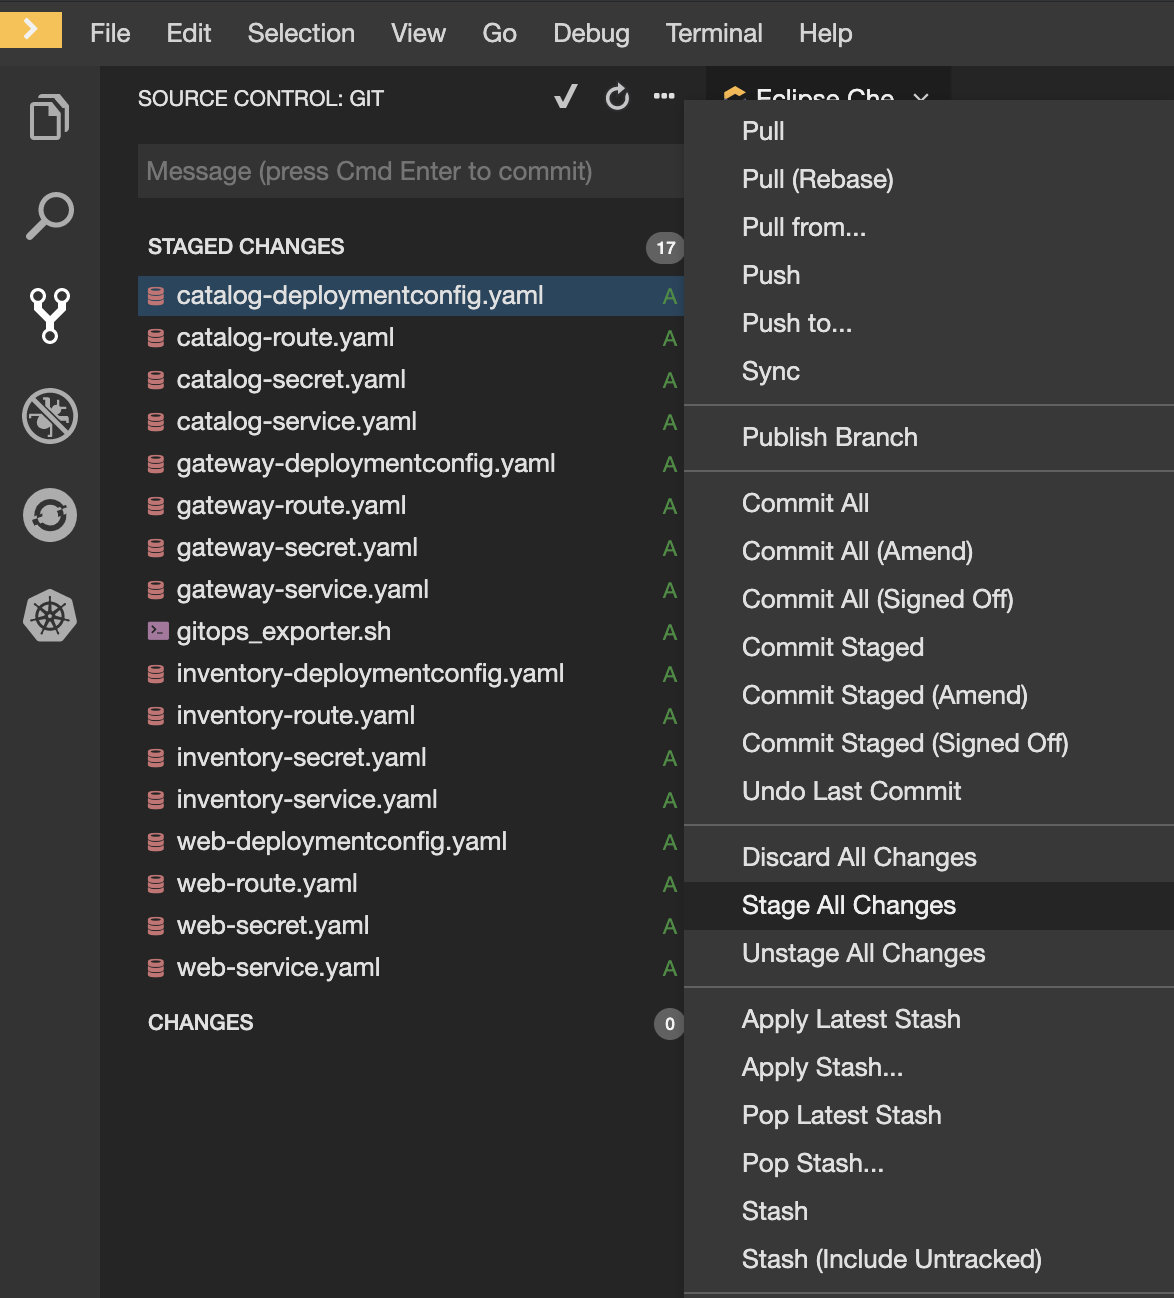 File Edit Selection View Go Debug Terminal Help
SOURCE CONTROL: GIT
Eclipse Che
Message (press Cmd Enter to commit)
STAGED CHANGES 17
catalog-deploymentconfig.yaml A
catalog-route.yaml A
catalog-secret.yaml A
catalog-service.yaml A
gateway-deploymentconfig.yaml A
gateway-route.yaml A
gateway-secret.yaml A
gateway-service.yaml A
gitops_exporter.sh A
inventory-deploymentconfig.yaml A
inventory-route.yaml A
inventory-secret.yaml A
inventory-service.yaml A
web-deploymentconfig.yaml A
web-route.yaml A
web-secret.yaml A
web-service.yaml A
CHANGES 0
Pull
Pull (Rebase)
Pull from...
Push
Push to...
Sync
Publish Branch
Commit All
Commit All (Amend)
Commit All (Signed Off)
Commit Staged
Commit Staged (Amend)
Commit Staged (Signed Off)
Undo Last Commit
Discard All Changes
Stage All Changes
Unstage All Changes
Apply Latest Stash
Apply Stash...
Pop Latest Stash
Pop Stash...
Stash
Stash (Include Untracked)